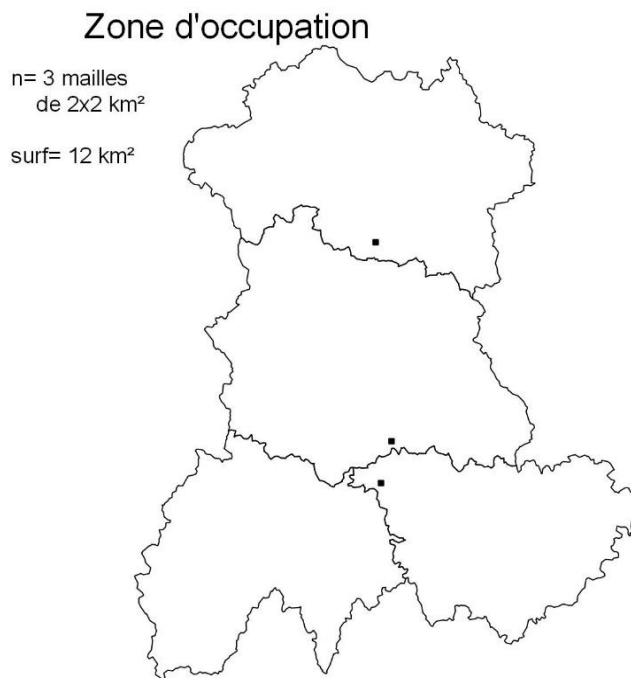 Zone d'occupation
n= 3 mailles
de 2x2 km²
surf= 12 km²